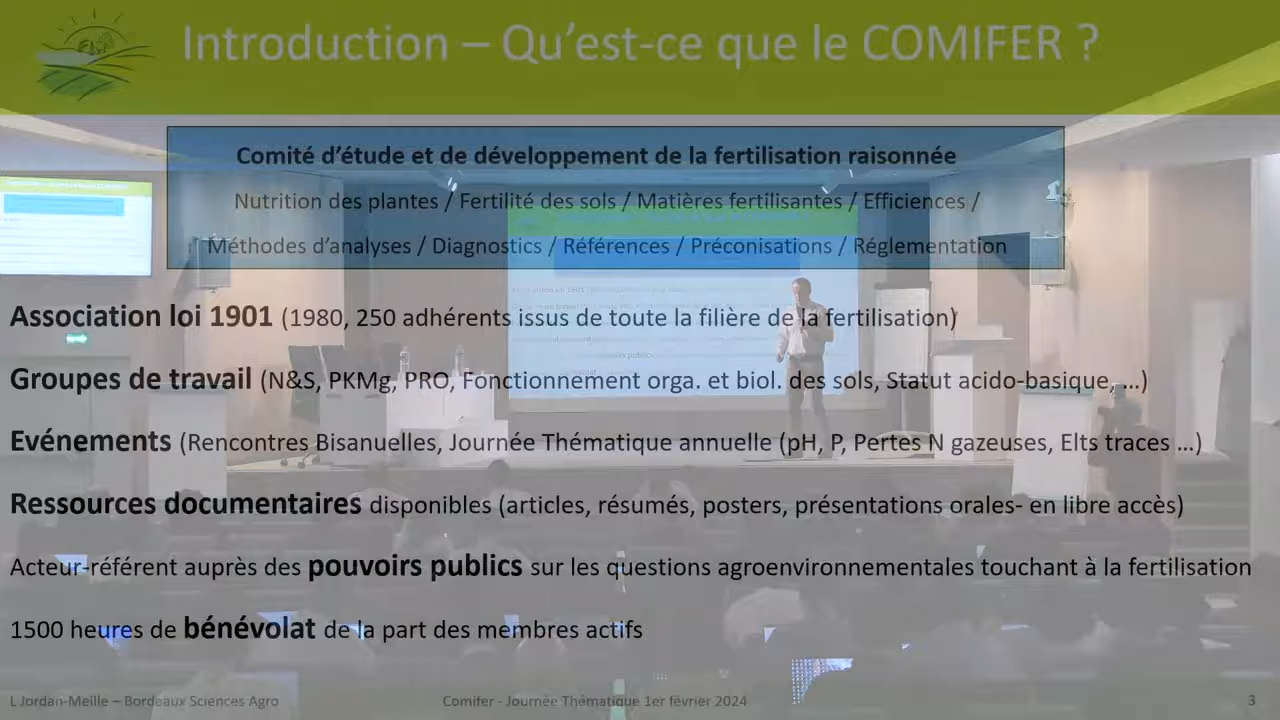 Introduction – Qu'est-ce que le COMIFER ?
Comité d'étude et de développement de la fertilisation raisonnée
Nutrition des plantes / Fertilité des sols / Matières fertilisantes / Efficiences /
Méthodes d'analyses / Diagnostics / Références / Préconisations / Réglementation
Association loi 1901 (1980, 250 adhérents issus de toute la filière de la fertilisation)
Groupes de travail (N&S, PKMg, PRO, Fonctionnement orga. et biol. des sols, Statut acido-basique, ...)
Evénements (Rencontres Bisanuelles, Journée Thématique annuelle (pH, P, Pertes N gazeuses, Elts traces ...)
Ressources documentaires disponibles (articles, résumés, posters, présentations orales- en libre accès)
Acteur-référent auprès des pouvoirs publics sur les questions agroenvironnementales touchant à la fertilisation
1500 heures de bénévolat de la part des membres actifs
L Jordan-Meille – Bordeaux Sciences Agro
Comifer - Journée Thématique 1er février 2024
3